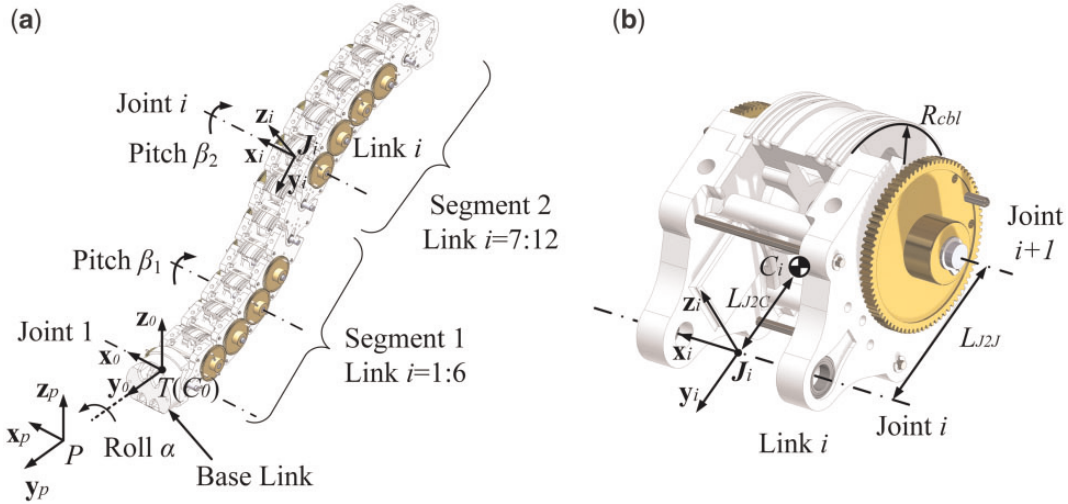 (a)
Joint i
Pitch β2
zi
xi
Ji
yi
Link i
Segment 2
Link i=7:12
Pitch β1
Joint 1
z0
x0
y0
T(C0)
Segment 1
Link i=1:6
zp
xp
P
yp
Roll α
Base Link
(b)
Rcbl
Joint
i+1
Ci
LJ2C
LJ2J
zi
xi
Ji
yi
Link i
Joint i